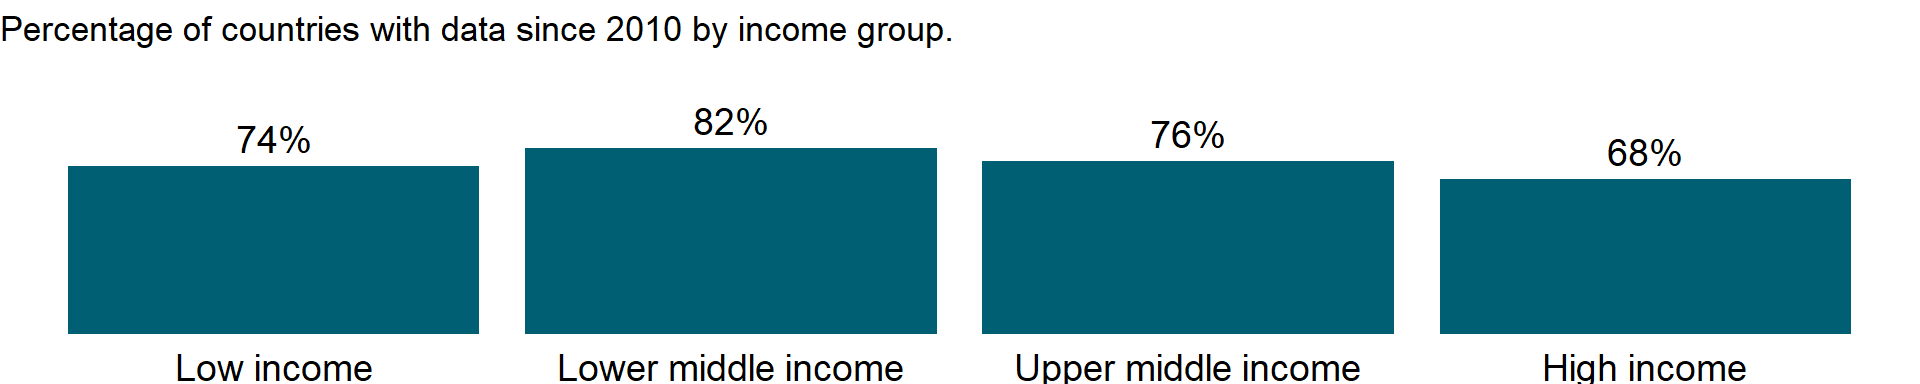 Percentage of countries with data since 2010 by income group.
74%
82%
76%
68%
Low income
Lower middle income
Upper middle income
High income